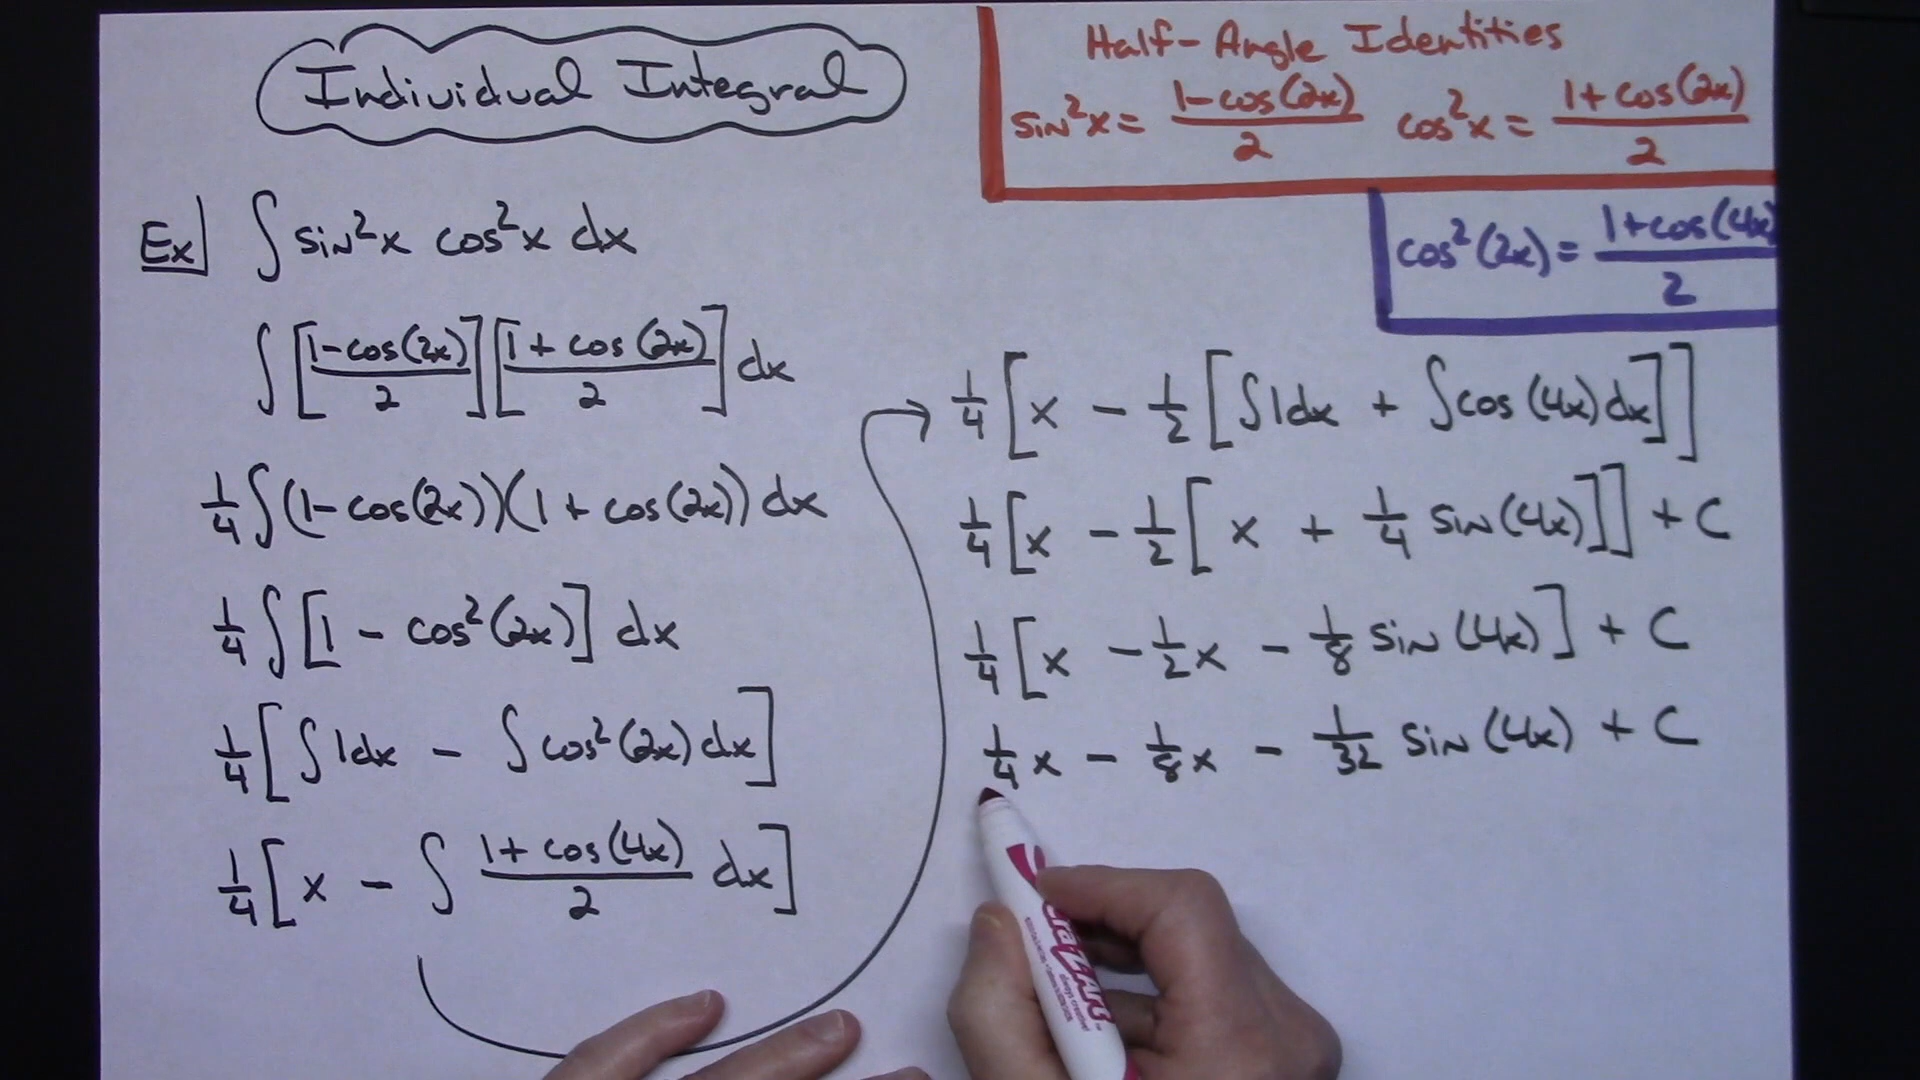 Individual Integral
Ex ∫ sin²x cos²x dx
∫ [1-cos(2x)/2][1+cos(2x)/2] dx
1/4 ∫ (1-cos(2x))(1+cos(2x)) dx
1/4 ∫ [1 - cos²(2x)] dx
1/4 [∫ 1dx - ∫ cos²(2x) dx]
1/4 [x - ∫ 1+cos(4x)/2 dx]
Half-Angle Identities
sin²x = 1-cos(2x)/2 cos²x = 1+cos(2x)/2
cos²(2x) = 1+cos(4x)/2
1/4 [x - 1/2 [∫1dx + ∫cos(4x)dx]]
1/4 [x - 1/2 [x + 1/4 sin(4x)]] + C
1/4 [x - 1/2x - 1/8 sin(4x)] + C
1/4x - 1/8x - 1/32 sin(4x) + C